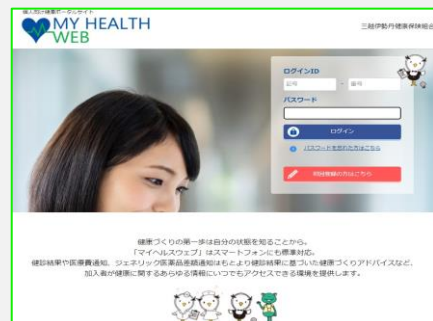 個人向け健康ポータルサイト
MY HEALTH
WEB
三越伊勢丹健康保険組合
ログインID
記号 - 番号
パスワード
ログイン
パスワードを忘れた方はこちら
初回登録の方はこちら
健康づくりの第一歩は自分の状態を知ることから。
「マイヘルスウェブ」はスマートフォンにも標準対応。
健診結果や医療費通知、ジェネリック医薬品差額通知はもとより健診結果に基づいた健康づくりアドバイスなど、
加入者が健康に関するあらゆる情報にいつでもアクセスできる環境を提供します。